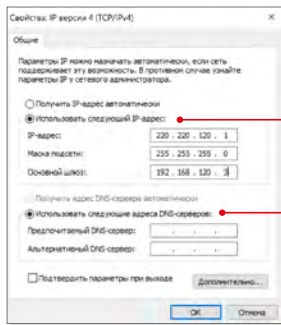 Свойства: IP версии 4 (TCP/IPv4)
Общие
Параметры IP можно назначать автоматически, если сеть
поддерживает эту возможность. В противном случае узнайте
параметры IP у сетевого администратора.
Получить IP-адрес автоматически
Использовать следующий IP-адрес:
IP-адрес: 220 . 220 . 120 . 1
Маска подсети: 255 . 255 . 255 . 0
Основной шлюз: 192 . 168 . 120 . 3
Получить адрес DNS-сервера автоматически
Использовать следующие адреса DNS-серверов:
Предпочитаемый DNS-сервер: . . .
Альтернативный DNS-сервер: . . .
Подтвердить параметры при выходе
Дополнительно...
ОК Отмена